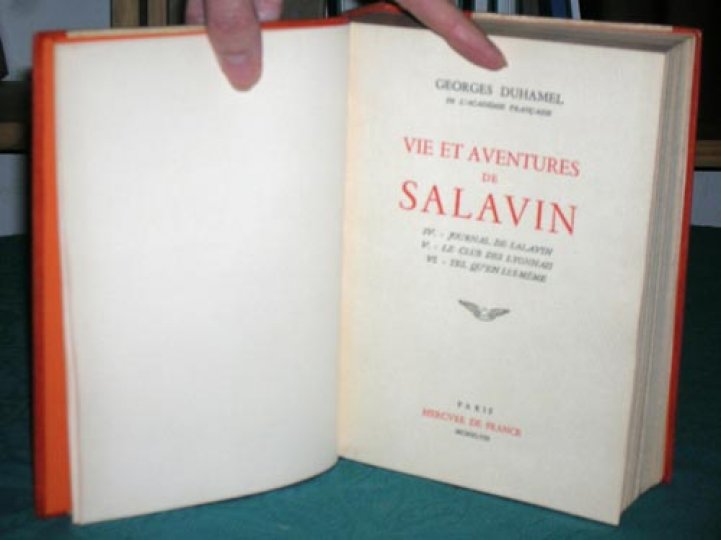 GEORGES DUHAMEL
DE L'ACADÉMIE FRANÇAISE
VIE ET AVENTURES
DE
SALAVIN
IV. - JOURNAL DE SALAVIN
V. - LE CLUB DES LYONNAIS
VI. - TEL QU'EN LUI-MÊME
PARIS
MERCVRE DE FRANCE